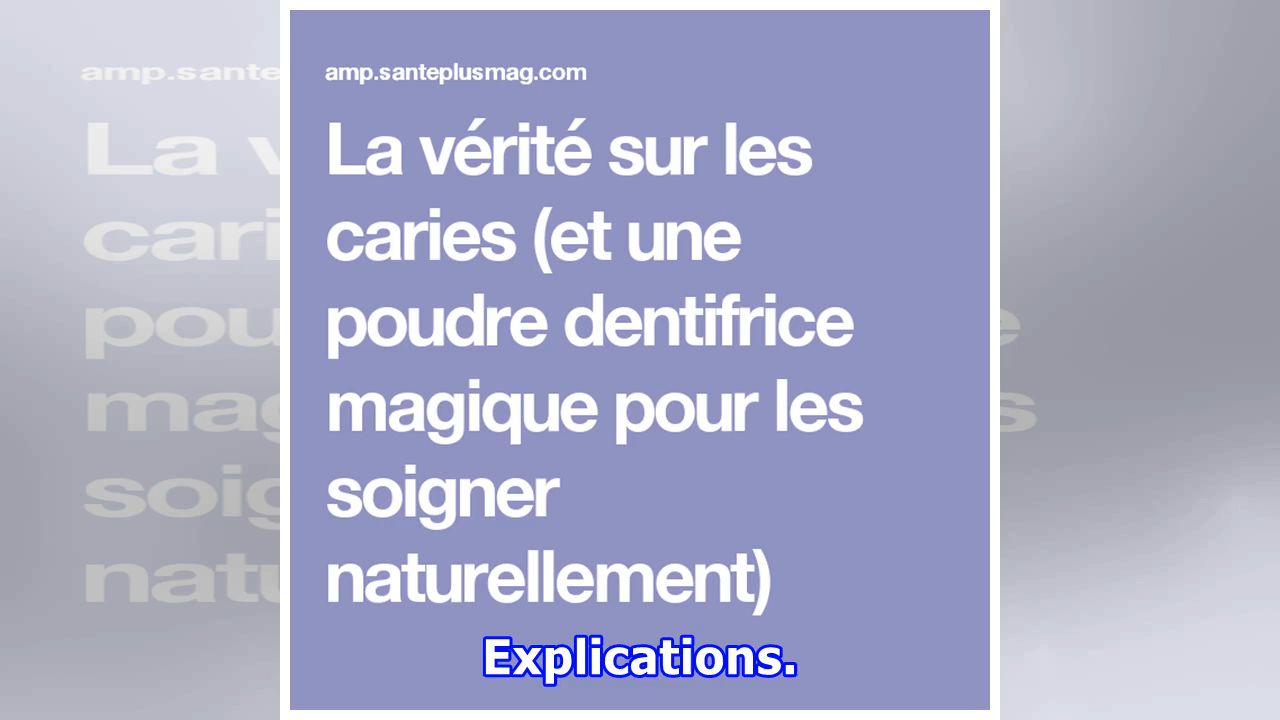 amp.santeplusmag.com
La vérité sur les
caries (et une
poudre dentifrice
magique pour les
soigner
naturellement)
Explications.